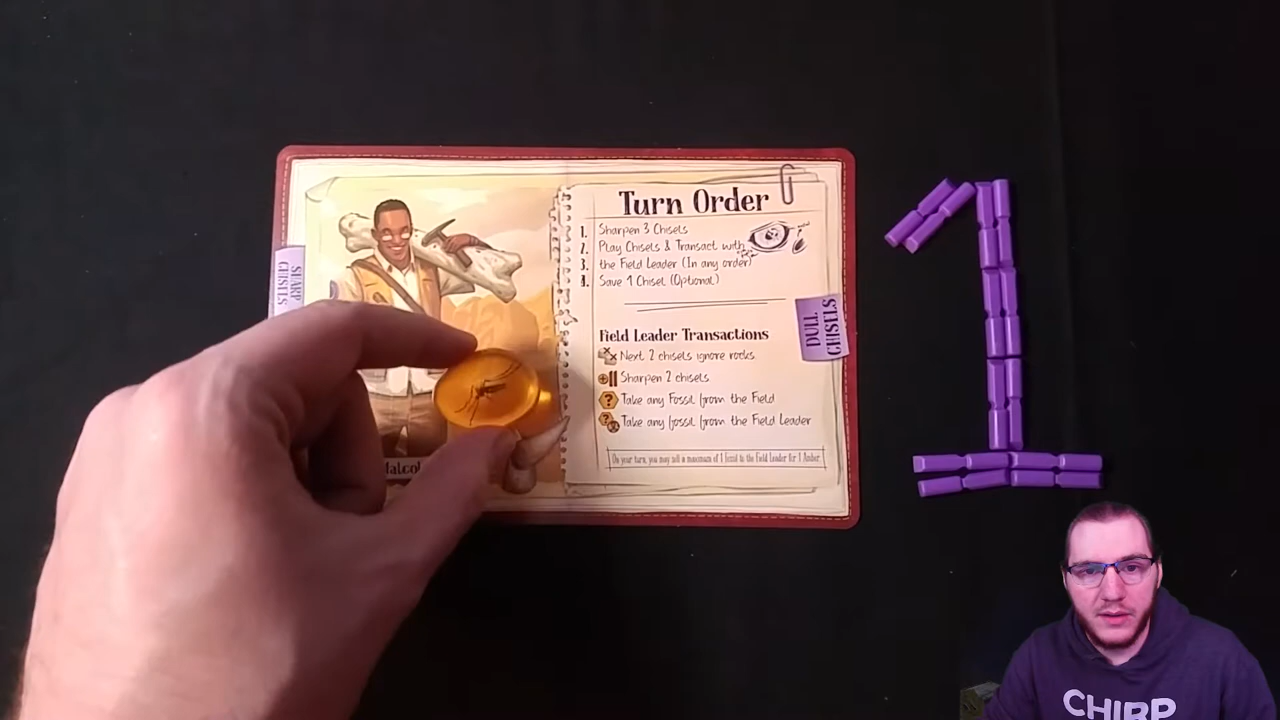 SHARP
CHISELS
Malcol
Turn Order
1. Sharpen 3 Chisels
2. Play Chisels & Transact with
3. the Field Leader (In any order)
4. Save 1 Chisel (Optional)
DULL
CHISELS
Field Leader Transactions
Next 2 chisels ignore rocks
Sharpen 2 chisels
? Take any Fossil from the Field
? Take any fossil from the Field Leader
On your turn, you may sell a maximum of 1 fossil to the Field Leader for 1 Amber.
1
CHIRP